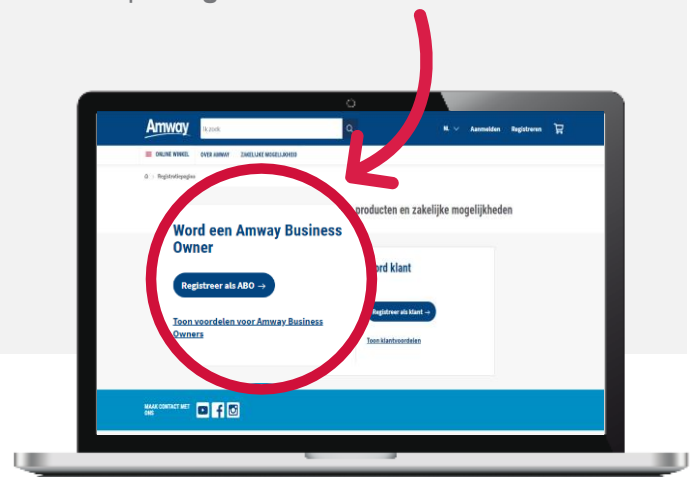 Amway
Ik zoek
NL
Aanmelden
Registreren
ONLINE WINKEL
OVER AMWAY
ZAKELIJKE MOGELIJKHEID
Registratiepagina
producten en zakelijke mogelijkheden
Word een Amway Business
Owner
Registreer als ABO →
Toon voordelen voor Amway Business
Owners
ord klant
Registreer als klant →
Toon klantvoordelen
MAAK CONTACT MET
ONS